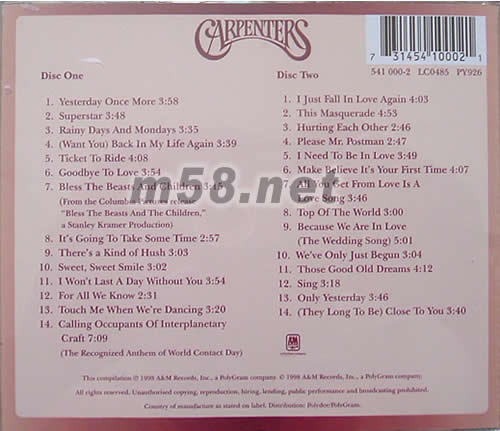 CARPENTERS
7 31454 10002 1
541 000-2 LC0485 PY926
Disc One
1. Yesterday Once More 3:58
2. Superstar 3:48
3. Rainy Days And Mondays 3:35
4. (Want You) Back In My Life Again 3:39
5. Ticket To Ride 4:08
6. Goodbye To Love 3:54
7. Bless The Beasts And Children 3:15
(From the Columbia Pictures release
"Bless The Beasts And The Children,"
a Stanley Kramer Production)
8. It's Going To Take Some Time 2:57
9. There's a Kind of Hush 3:03
10. Sweet, Sweet Smile 3:02
11. I Won't Last A Day Without You 3:54
12. For All We Know 2:31
13. Touch Me When We're Dancing 3:20
14. Calling Occupants Of Interplanetary
Craft 7:09
(The Recognized Anthem of World Contact Day)
Disc Two
1. I Just Fall In Love Again 4:03
2. This Masquerade 4:53
3. Hurting Each Other 2:46
4. Please Mr. Postman 2:47
5. I Need To Be In Love 3:49
6. Make Believe It's Your First Time 4:07
7. All You Get From Love Is A
Love Song 3:46
8. Top Of The World 3:00
9. Because We Are In Love
(The Wedding Song) 5:01
10. We've Only Just Begun 3:04
11. Those Good Old Dreams 4:12
12. Sing 3:18
13. Only Yesterday 3:46
14. (They Long To Be) Close To You 3:40
m58.net
A&M
This compilation ℗ 1998 A&M Records, Inc., a PolyGram company. © 1998 A&M Records, Inc., a PolyGram company.
All rights reserved. Unauthorised copying, reproduction, hiring, lending, public performance and broadcasting prohibited.
Country of manufacture as stated on label. Distribution: Polydor/PolyGram.